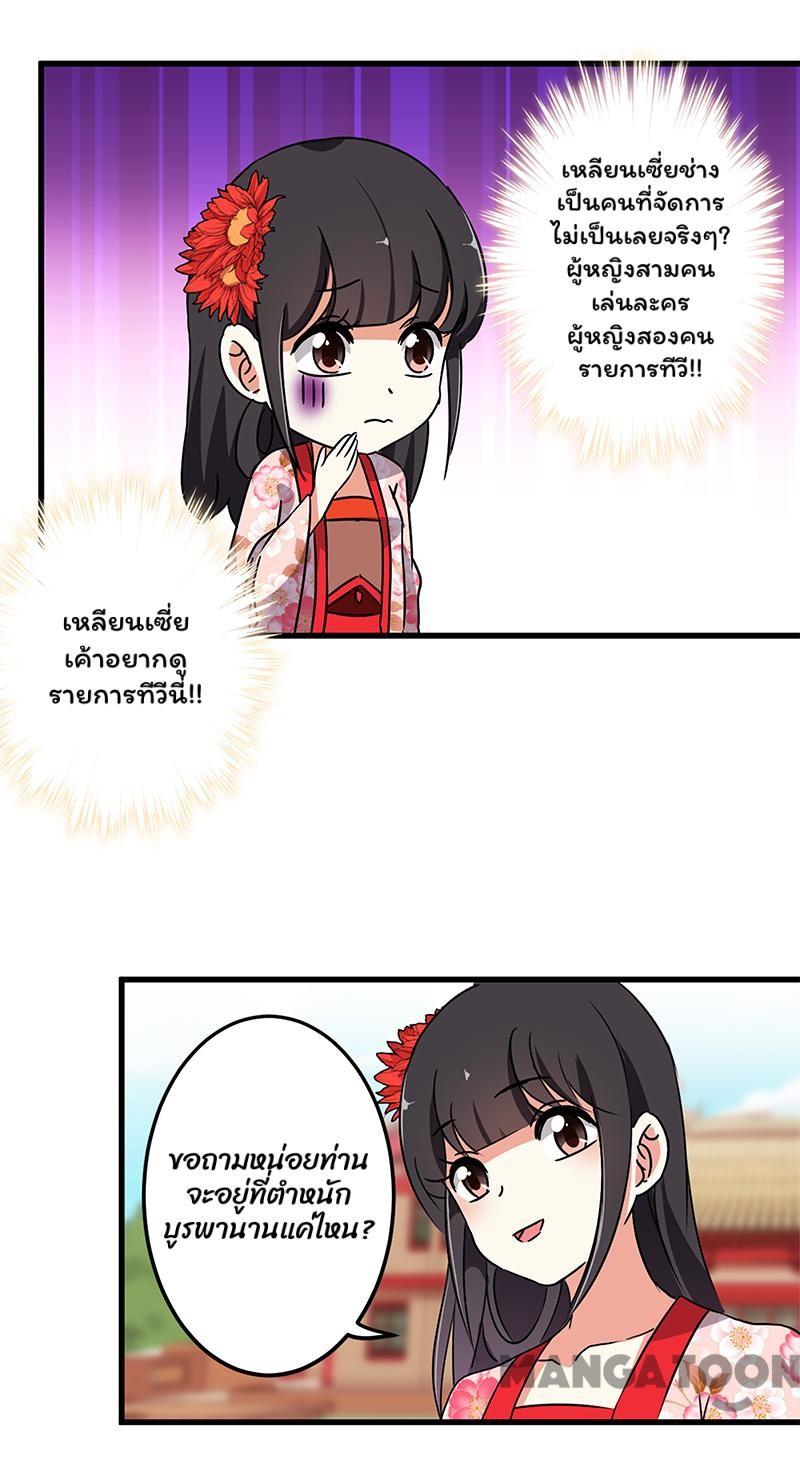 เหลียนเซี่ยช่าง
เป็นคนที่จัดการ
ไม่เป็นเลยจริงๆ?
ผู้หญิงสามคน
เล่นละคร
ผู้หญิงสองคน
รายการทีวี!!
เหลียนเซี่ย
เค้าอยากดู
รายการทีวีนี้!!
ขอถามหน่อยท่าน
จะอยู่ที่ตำหนัก
บูรพานานแค่ไหน?
MANGATOON